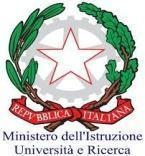 REPVBBLICA ITALIANA
Ministero dell'Istruzione
Università e Ricerca